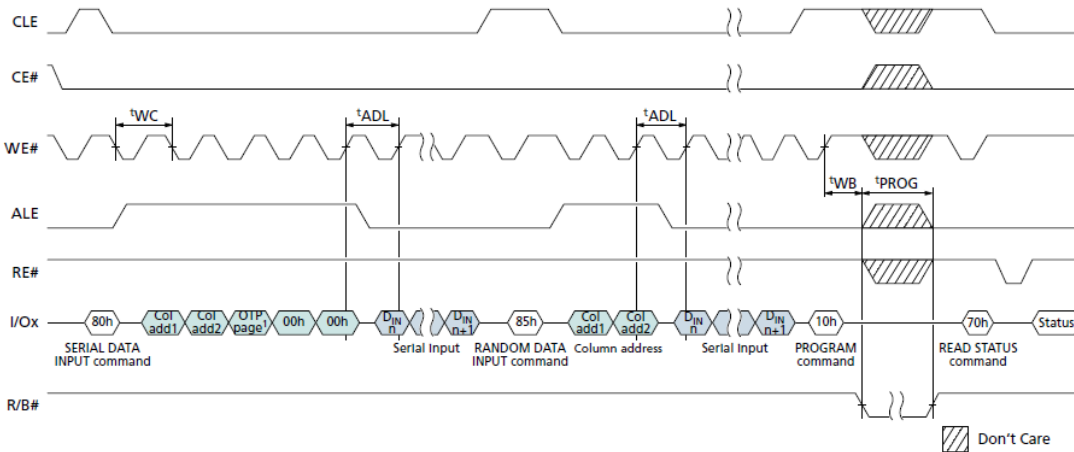 CLE
CE#
tWC
tADL
tADL
WE#
tWB
tPROG
ALE
RE#
I/Ox
80h
Col add1
Col add2
OTP page1
00h
00h
DIN n
DIN n+1
85h
Col add1
Col add2
DIN n
DIN n+1
10h
70h
Status
SERIAL DATA INPUT command
Serial Input
RANDOM DATA INPUT command
Column address
Serial Input
PROGRAM command
READ STATUS command
R/B#
Don't Care